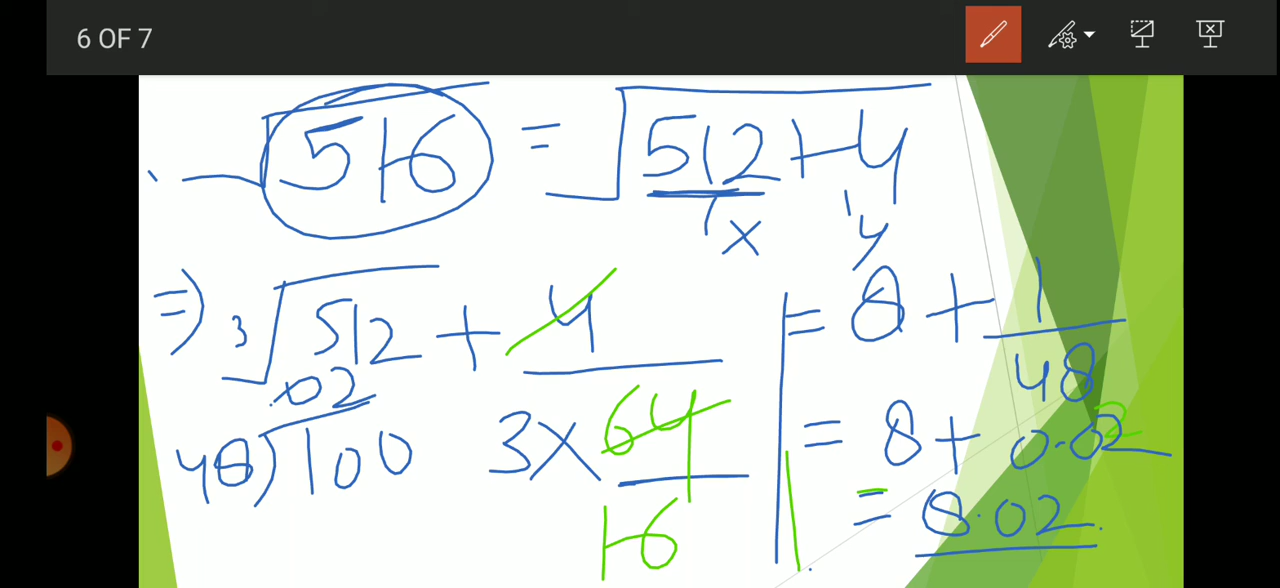 6 OF 7
√516 = √512 + 4
x y
⇒ ∛512 + 4 / 3 x 64
16
.02
48)100
= 8 + 1/48
= 8 + 0.02
= 8.02